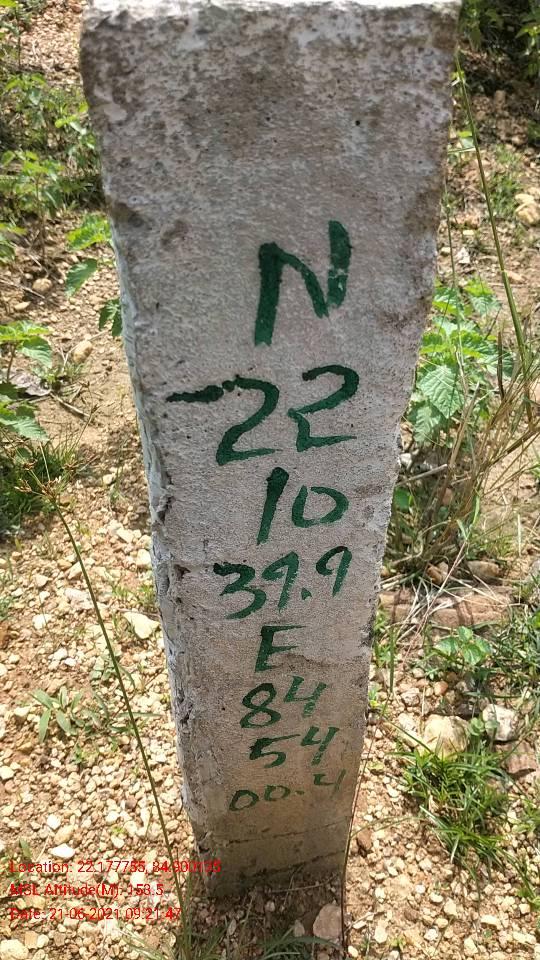 N
22
10
39.9
E
84
54
00.4
Location: 22.177755, 84.900135
MSL Altitude(M)-153.5
Date: 21-06-2021 09:21:47